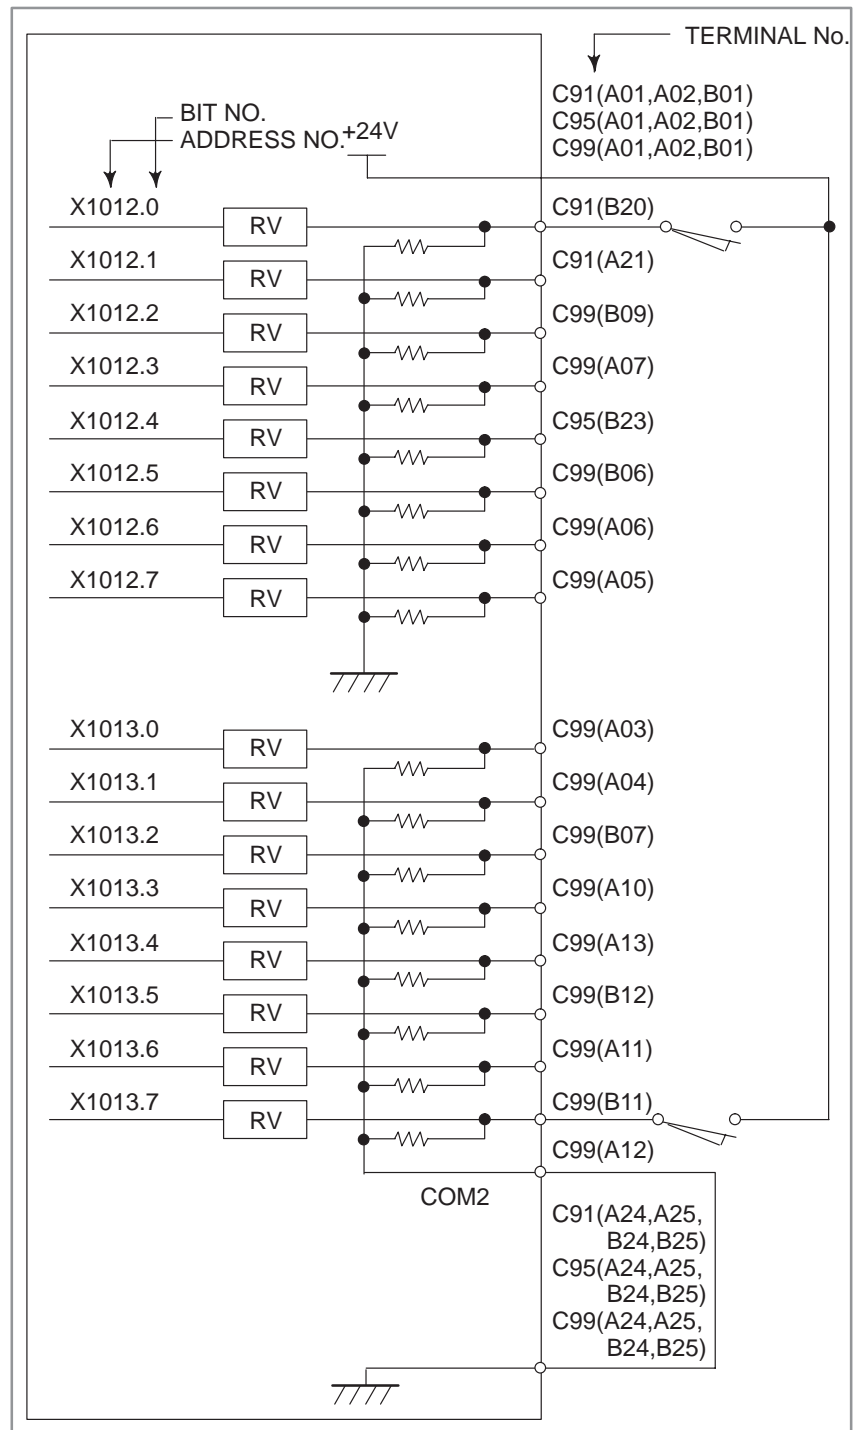 TERMINAL No.
C91(A01,A02,B01)
C95(A01,A02,B01)
C99(A01,A02,B01)
BIT NO.
ADDRESS NO.
+24V
X1012.0 RV C91(B20)
X1012.1 RV C91(A21)
X1012.2 RV C99(B09)
X1012.3 RV C99(A07)
X1012.4 RV C95(B23)
X1012.5 RV C99(B06)
X1012.6 RV C99(A06)
X1012.7 RV C99(A05)
X1013.0 RV C99(A03)
X1013.1 RV C99(A04)
X1013.2 RV C99(B07)
X1013.3 RV C99(A10)
X1013.4 RV C99(A13)
X1013.5 RV C99(B12)
X1013.6 RV C99(A11)
X1013.7 RV C99(B11)
C99(A12)
COM2
C91(A24,A25,
B24,B25)
C95(A24,A25,
B24,B25)
C99(A24,A25,
B24,B25)